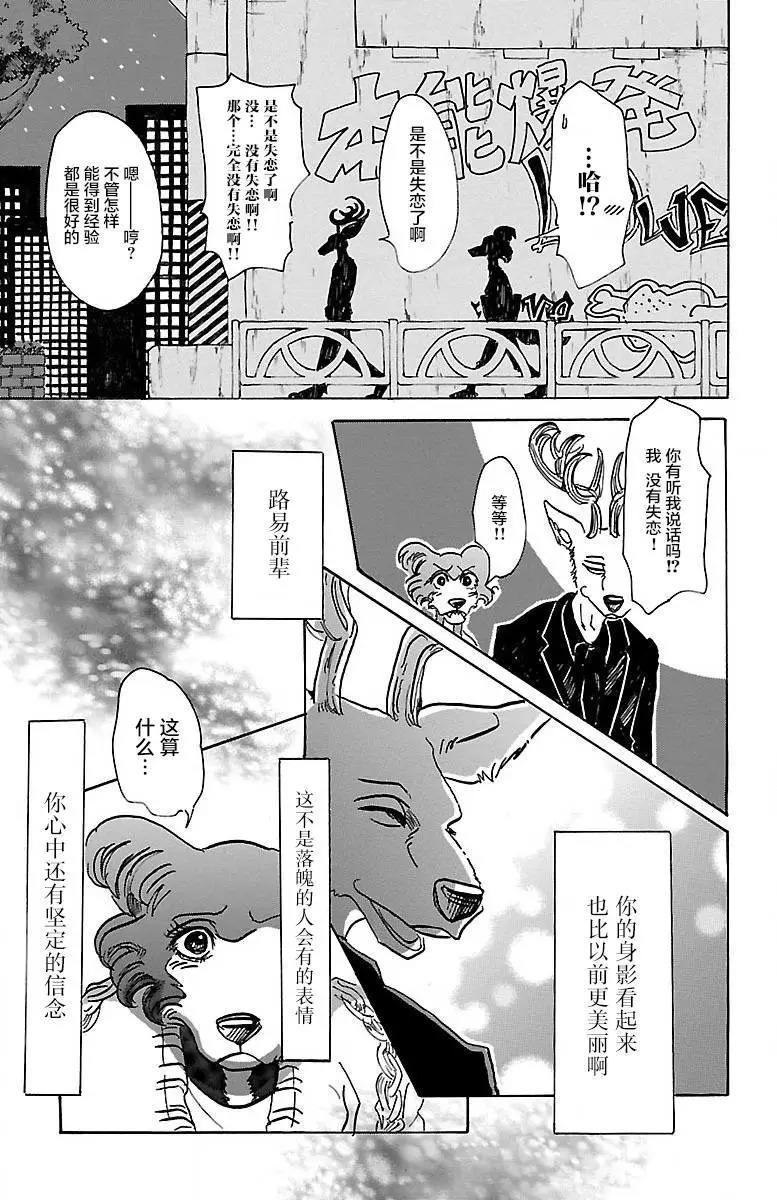 本能爆発
…哈!?
是不是失恋了啊
是不是失恋了啊
没… 没有失恋啊!!
那个…完全没有失恋啊!!
嗯——哼?
不管怎样
能得到经验
都是很好的
你有听我说话吗!?
我 没有失恋!
等等!!
路易前辈
你的身影看起来
也比以前更美丽啊
这不是落魄的人会有的表情
这算
什么…
你心中还有坚定的信念